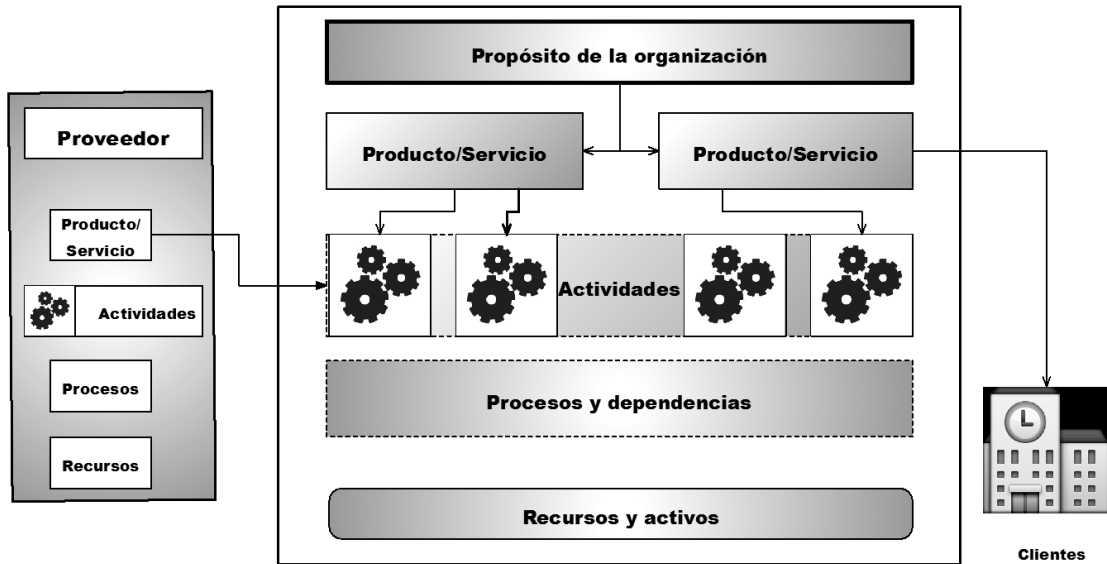 Proveedor
Producto/
Servicio
Actividades
Procesos
Recursos
Propósito de la organización
Producto/Servicio
Producto/Servicio
Actividades
Procesos y dependencias
Recursos y activos
Clientes